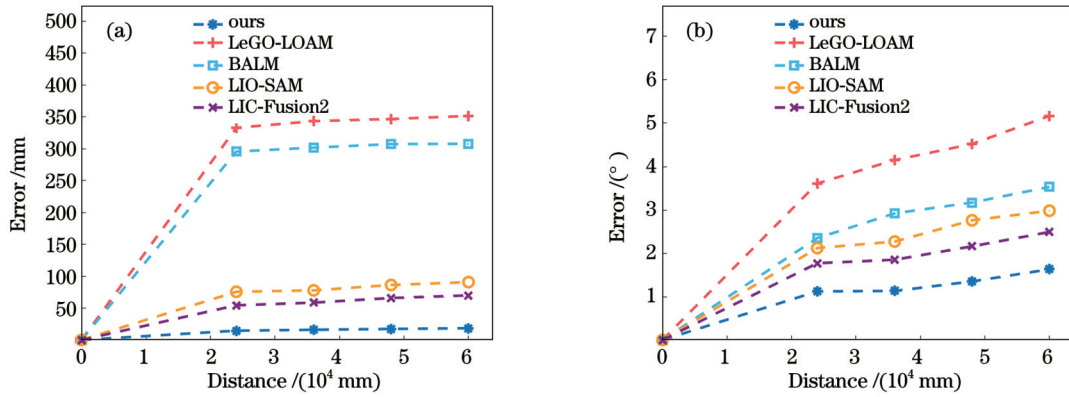 (a)
ours
LeGO-LOAM
BALM
LIO-SAM
LIC-Fusion2
500
450
400
350
300
250
200
150
100
50
Error /mm
0 1 2 3 4 5 6
Distance /(10⁴ mm)
(b)
ours
LeGO-LOAM
BALM
LIO-SAM
LIC-Fusion2
7
6
5
4
3
2
1
Error /(°)
0 1 2 3 4 5 6
Distance /(10⁴ mm)